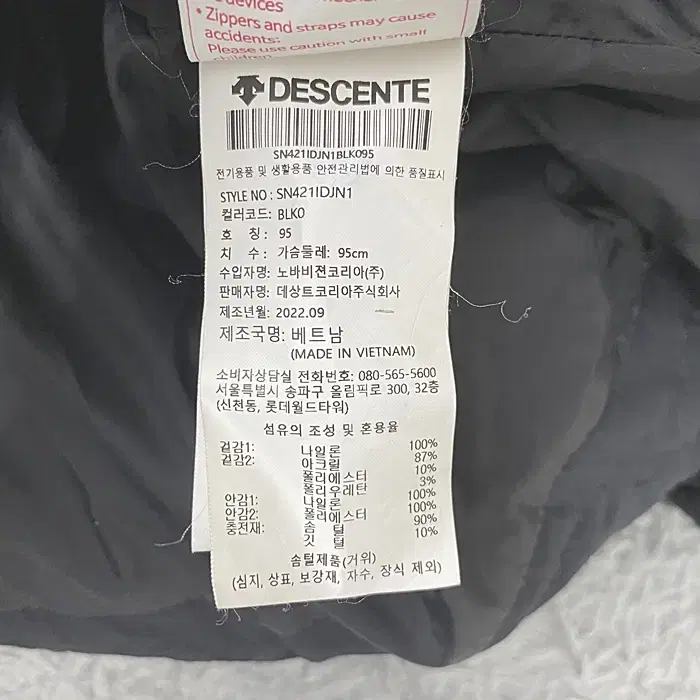 devices
• Zippers and straps may cause
accidents:
Please use caution with small
children
DESCENTE
SN421IDJN1BLK095
전기용품 및 생활용품 안전관리법에 의한 품질표시
STYLE NO : SN421IDJN1
컬러코드: BLK0
호 칭 : 95
치 수 : 가슴둘레: 95cm
수입자명: 노바비젼코리아(주)
판매자명: 데상트코리아주식회사
제조년월: 2022.09
제조국명: 베트남
(MADE IN VIETNAM)
소비자상담실 전화번호: 080-565-5600
서울특별시 송파구 올림픽로 300, 32층
(신천동, 롯데월드타워)
섬유의 조성 및 혼용율
겉감1: 나일론 100%
겉감2: 아크릴 87%
폴리에스터 10%
폴리우레탄 3%
안감1: 나일론 100%
안감2: 폴리에스터 100%
충전재: 솜 털 90%
깃 털 10%
솜털제품(거위)
(심지, 상표, 보강재, 자수, 장식 제외)